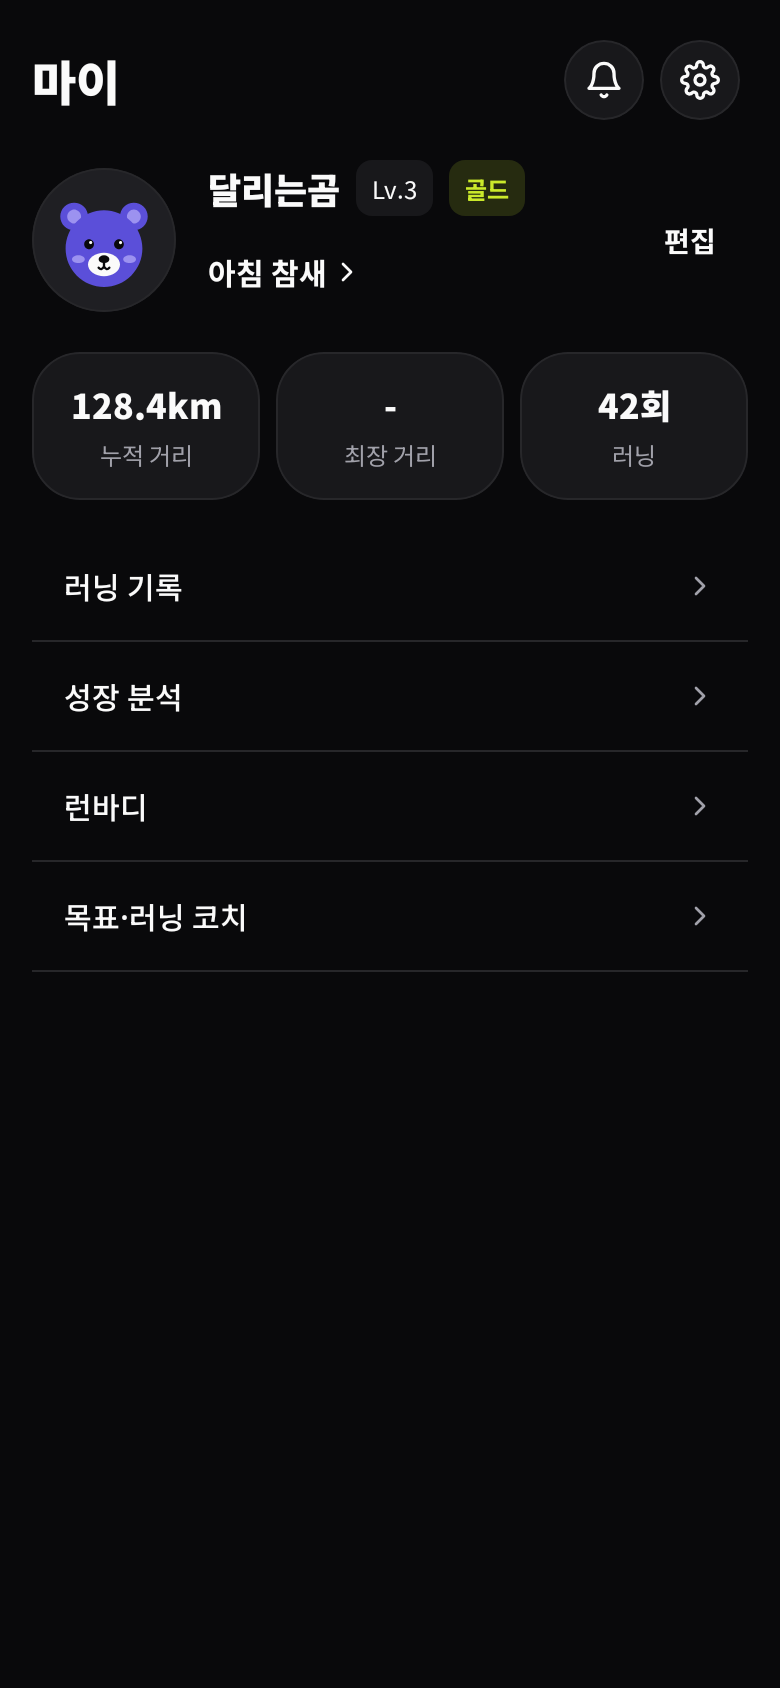 마이
달리는곰 Lv.3 골드
아침 참새
편집
128.4km
누적 거리
-
최장 거리
42회
러닝
러닝 기록
성장 분석
런바디
목표·러닝 코치